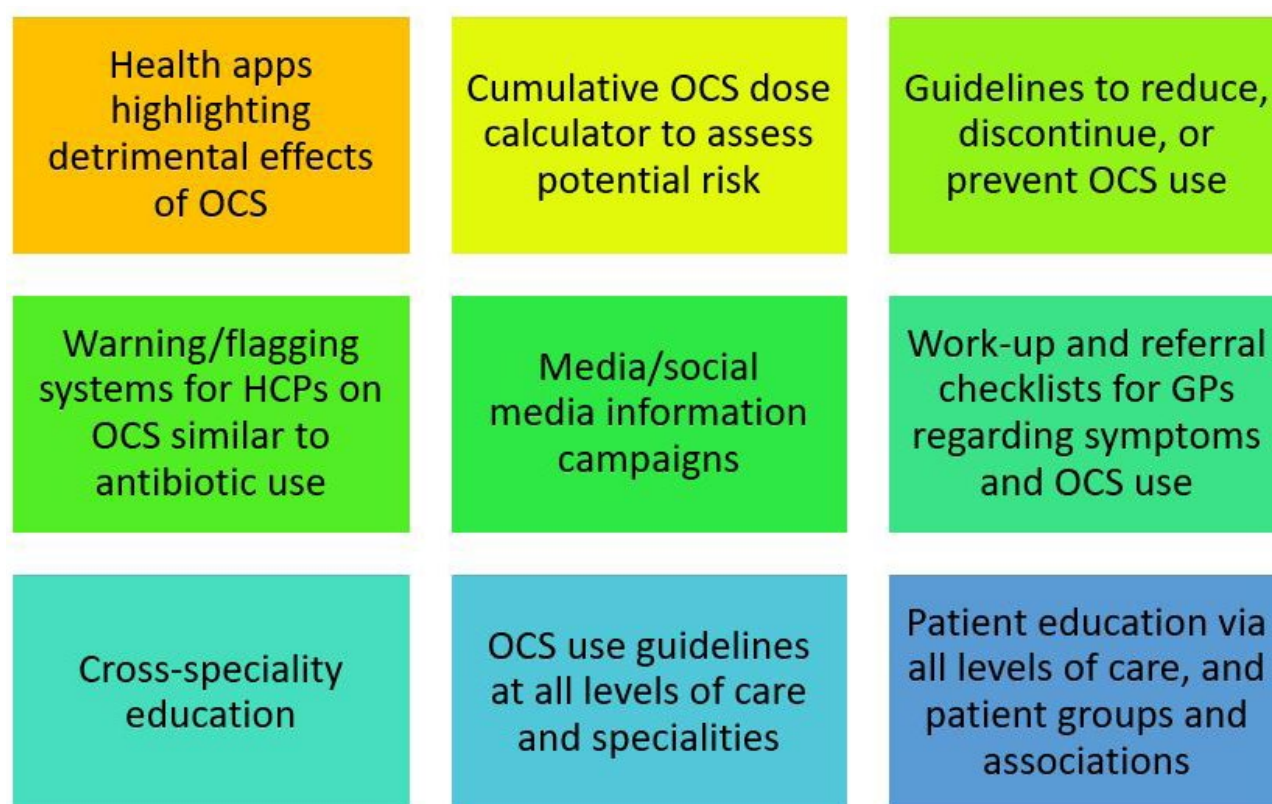 Health apps
highlighting
detrimental effects
of OCS
Cumulative OCS dose
calculator to assess
potential risk
Guidelines to reduce,
discontinue, or
prevent OCS use
Warning/flagging
systems for HCPs on
OCS similar to
antibiotic use
Media/social
media information
campaigns
Work-up and referral
checklists for GPs
regarding symptoms
and OCS use
Cross-speciality
education
OCS use guidelines
at all levels of care
and specialities
Patient education via
all levels of care, and
patient groups and
associations